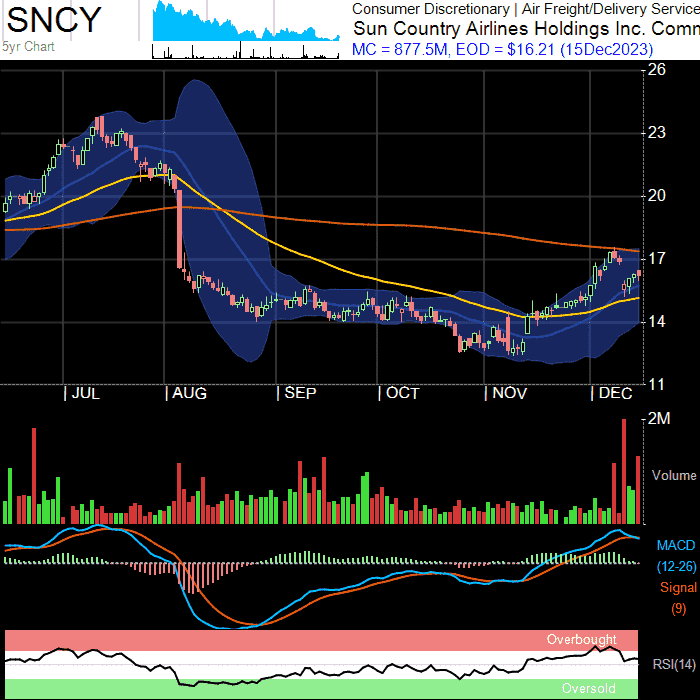 SNCY
5yr Chart
Consumer Discretionary | Air Freight/Delivery Service
Sun Country Airlines Holdings Inc. Comm
MC = 877.5M, EOD = $16.21 (15Dec2023)
26
23
20
17
14
11
JUL AUG SEP OCT NOV DEC
2M
Volume
MACD
(12-26)
Signal
(9)
Overbought
RSI(14)
Oversold